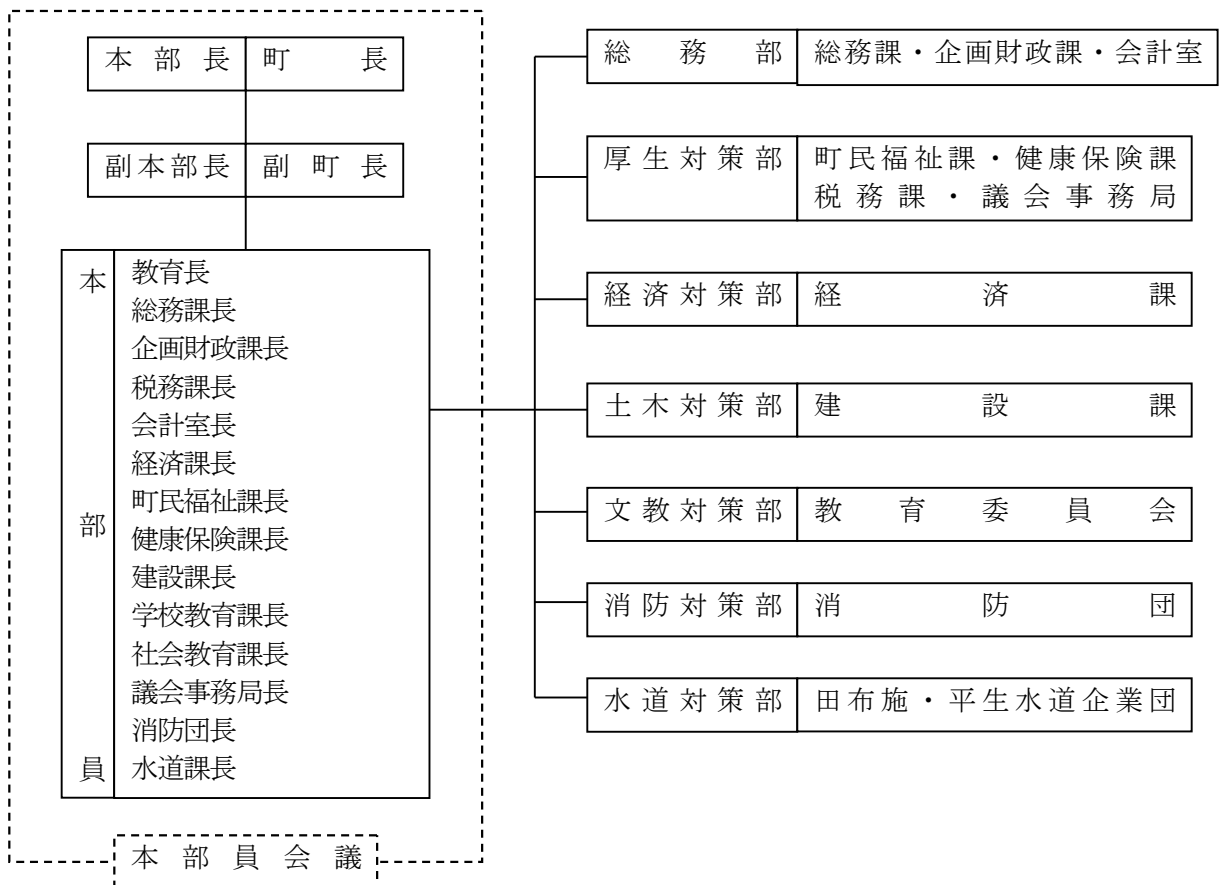 本部長 町長
副本部長 副町長
本部員
教育長
総務課長
企画財政課長
税務課長
会計室長
経済課長
町民福祉課長
健康保険課長
建設課長
学校教育課長
社会教育課長
議会事務局長
消防団長
水道課長
本部員会議
総務部 総務課・企画財政課・会計室
厚生対策部 町民福祉課・健康保険課
税務課・議会事務局
経済対策部 経済課
土木対策部 建設課
文教対策部 教育委員会
消防対策部 消防団
水道対策部 田布施・平生水道企業団